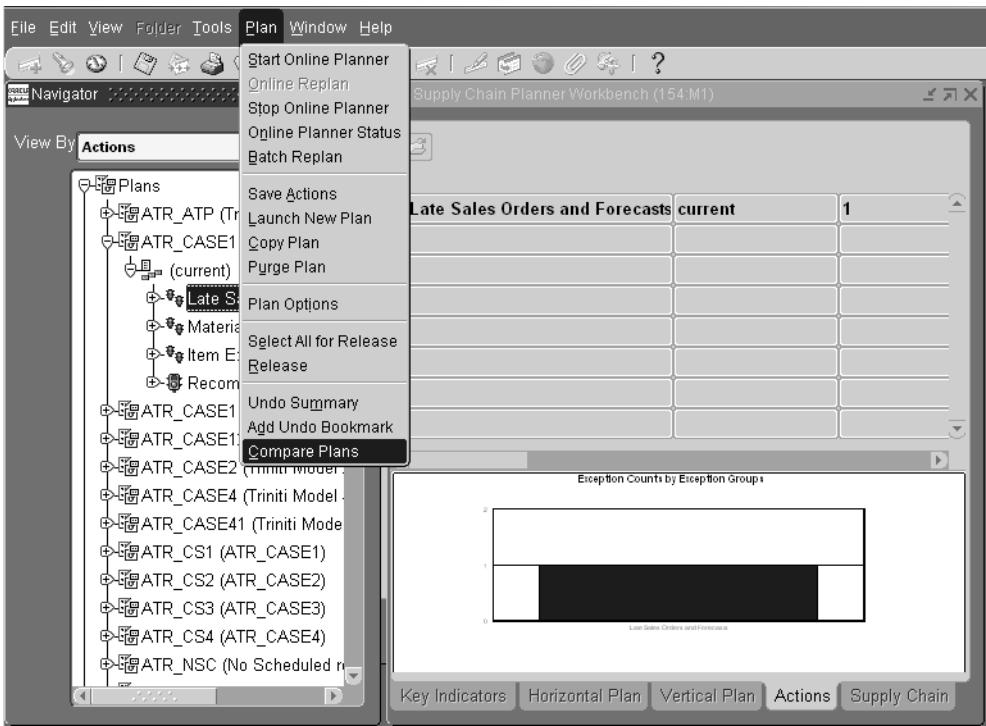 File Edit View Folder Tools Plan Window Help
Navigator
Supply Chain Planner Workbench (154:M1)
View By Actions
Plans
ATR_ATP (Tr
ATR_CASE1
(current)
Late S
Materia
Item E
Recom
ATR_CASE1
ATR_CASE1
ATR_CASE2 (Triniti Model
ATR_CASE4 (Triniti Model
ATR_CASE41 (Triniti Mode
ATR_CS1 (ATR_CASE1)
ATR_CS2 (ATR_CASE2)
ATR_CS3 (ATR_CASE3)
ATR_CS4 (ATR_CASE4)
ATR_NSC (No Scheduled r
Start Online Planner
Online Replan
Stop Online Planner
Online Planner Status
Batch Replan
Save Actions
Launch New Plan
Copy Plan
Purge Plan
Plan Options
Select All for Release
Release
Undo Summary
Add Undo Bookmark
Compare Plans
Late Sales Orders and Forecasts current 1
Exception Counts by Exception Groups
2
1
0
Late Sales Orders and Forecasts
Key Indicators Horizontal Plan Vertical Plan Actions Supply Chain